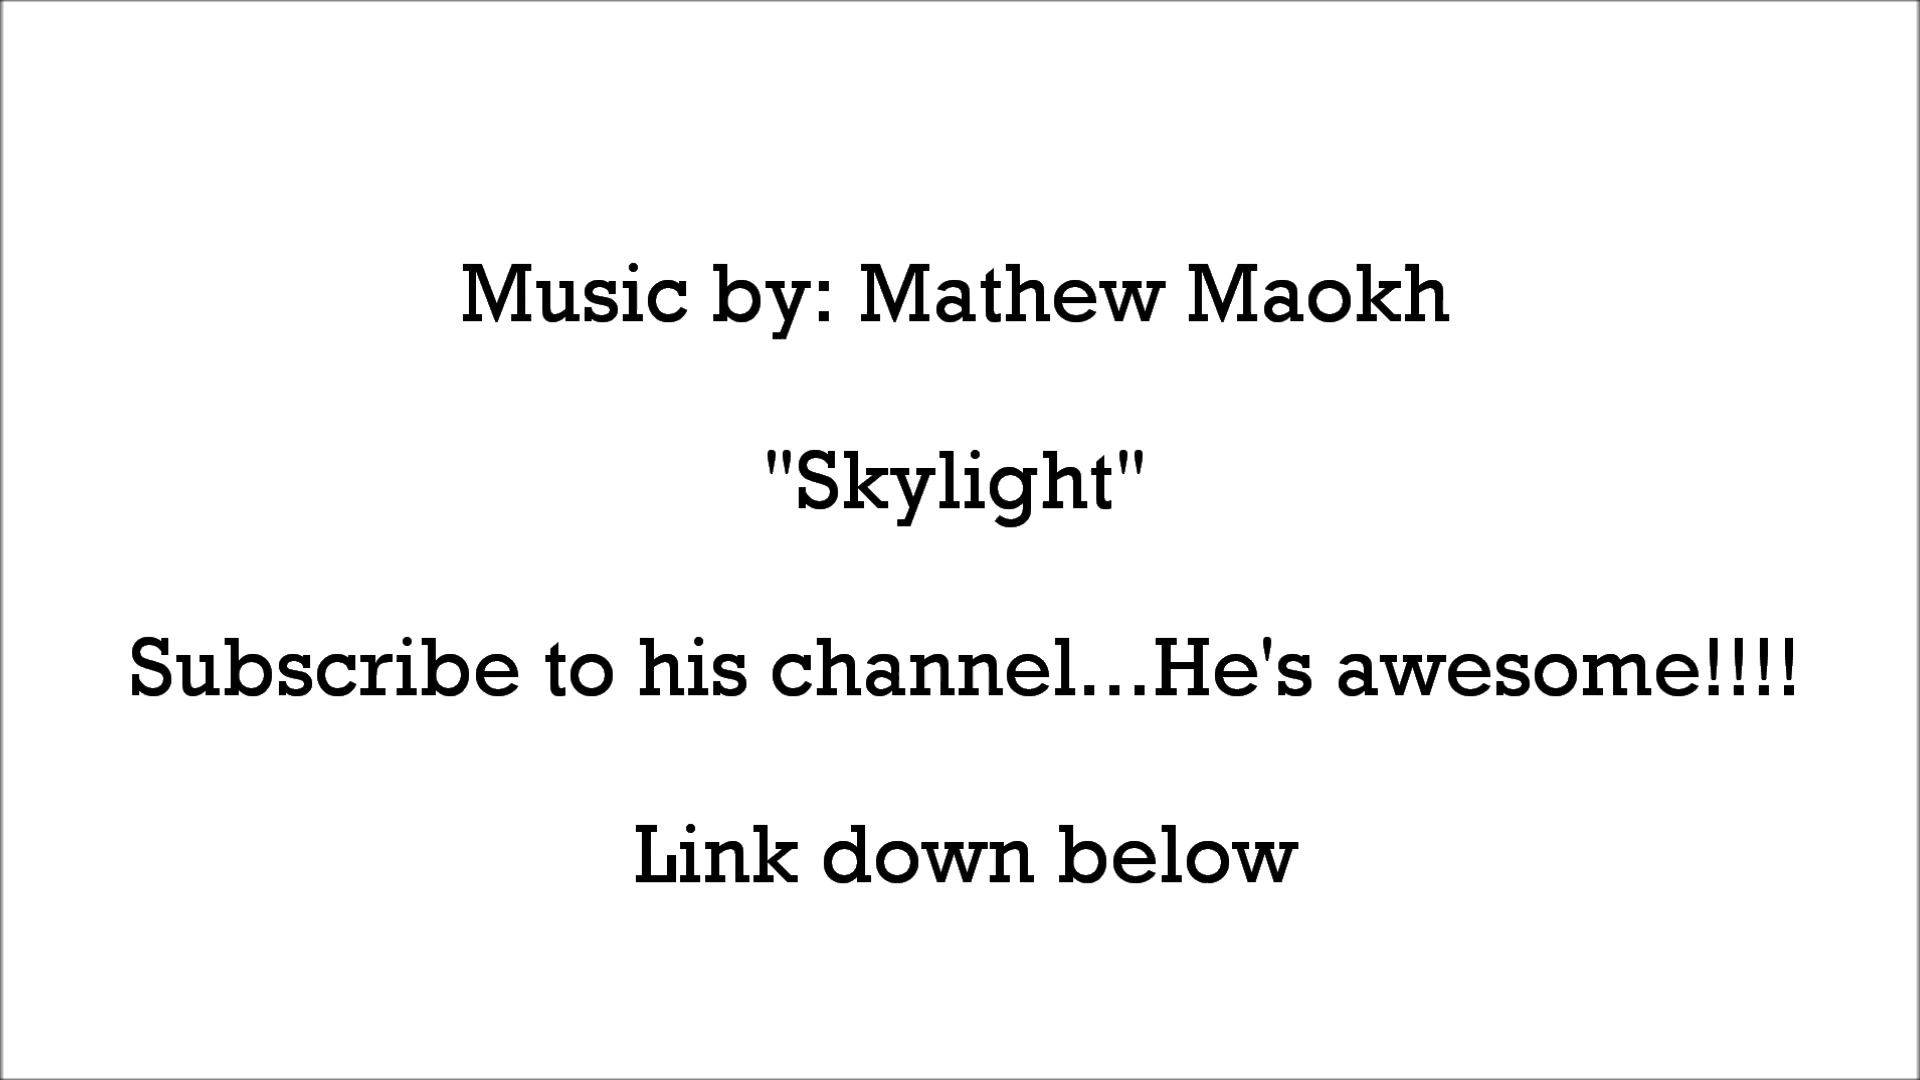 Music by: Mathew Maokh
"Skylight"
Subscribe to his channel...He's awesome!!!!
Link down below